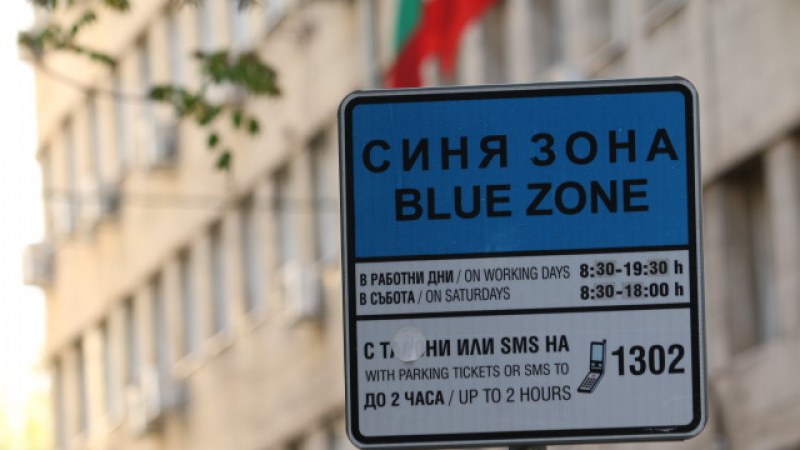 СИНЯ ЗОНА
BLUE ZONE
В РАБОТНИ ДНИ / ON WORKING DAYS 8:30-19:30 h
В СЪБОТА / ON SATURDAYS 8:30-18:00 h
С ИЛИ SMS НА
1302
WITH PARKING TICKETS OR SMS TO
ДО 2 ЧАСА / UP TO 2 HOURS